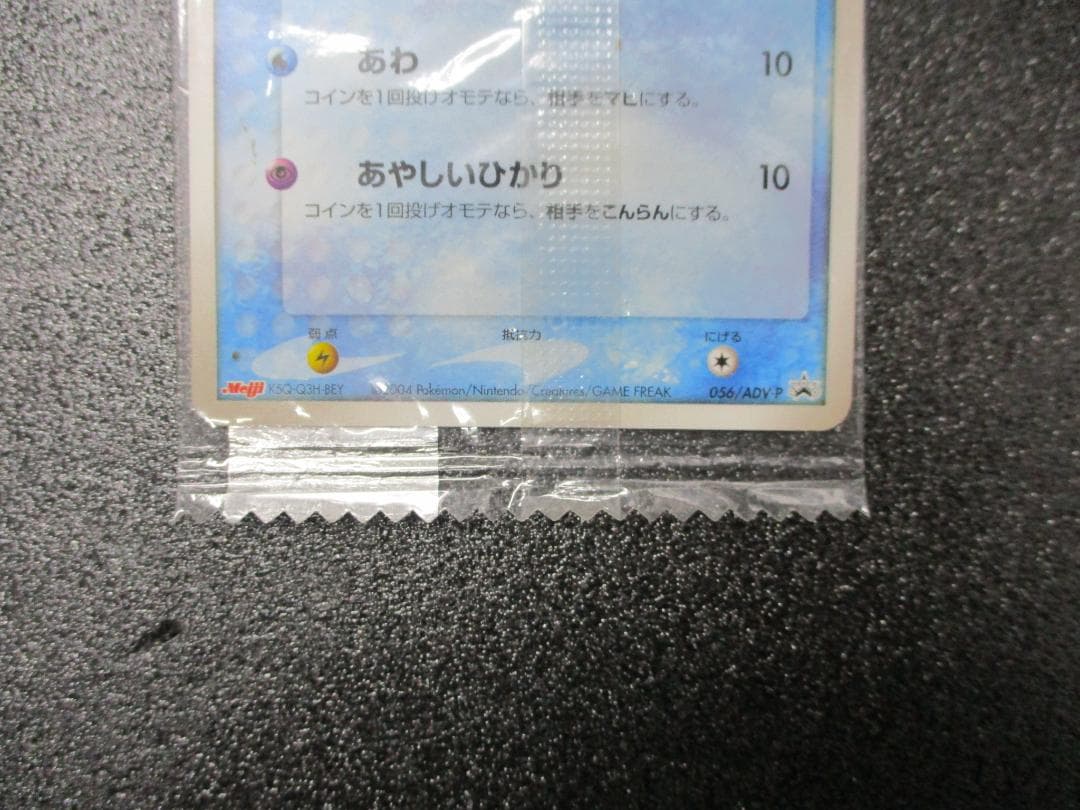 あわ 10
コインを1回投げオモテなら、相手をマヒにする。
あやしいひかり 10
コインを1回投げオモテなら、相手をこんらんにする。
弱点 抵抗力 にげる
Meiji K5Q-Q3H-BEY ©2004 Pokémon/Nintendo/Creatures/GAME FREAK 056/ADV-P